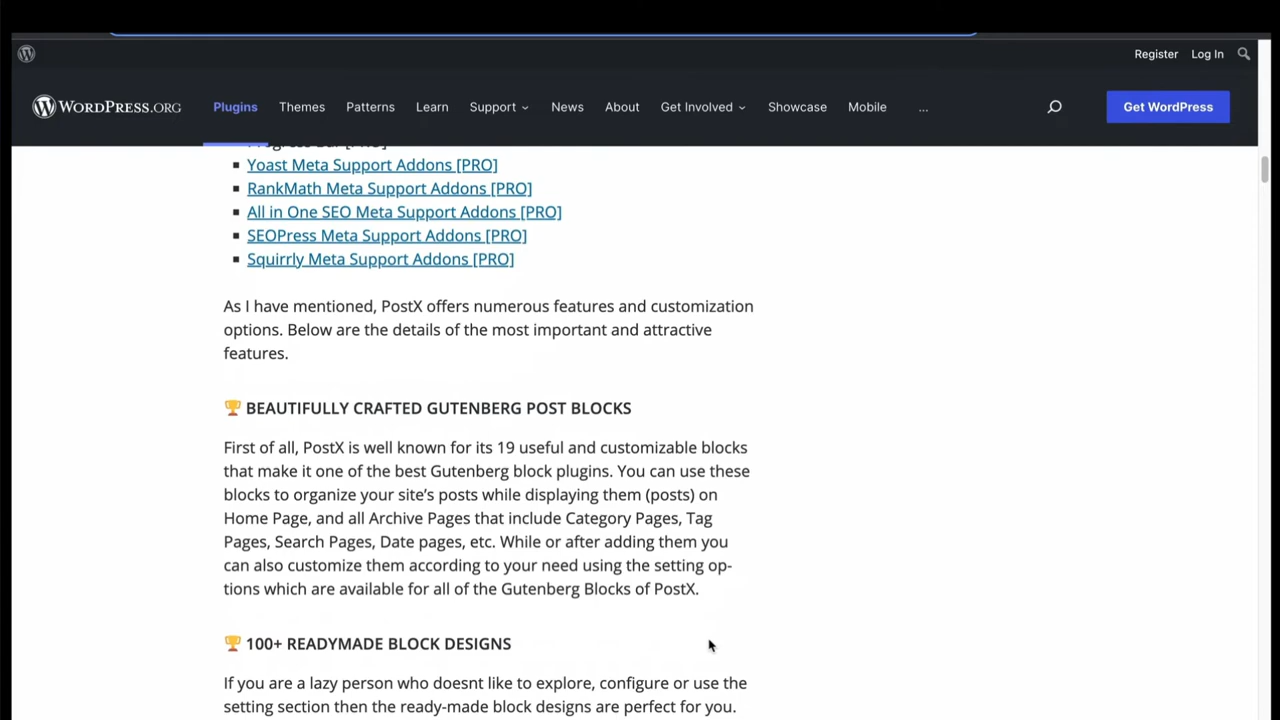 Register Log In
WORDPRESS.ORG Plugins Themes Patterns Learn Support News About Get Involved Showcase Mobile ... Get WordPress
Yoast Meta Support Addons [PRO]
RankMath Meta Support Addons [PRO]
All in One SEO Meta Support Addons [PRO]
SEOPress Meta Support Addons [PRO]
Squirrly Meta Support Addons [PRO]
As I have mentioned, PostX offers numerous features and customization
options. Below are the details of the most important and attractive
features.
🏆 BEAUTIFULLY CRAFTED GUTENBERG POST BLOCKS
First of all, PostX is well known for its 19 useful and customizable blocks
that make it one of the best Gutenberg block plugins. You can use these
blocks to organize your site’s posts while displaying them (posts) on
Home Page, and all Archive Pages that include Category Pages, Tag
Pages, Search Pages, Date pages, etc. While or after adding them you
can also customize them according to your need using the setting op-
tions which are available for all of the Gutenberg Blocks of PostX.
🏆 100+ READYMADE BLOCK DESIGNS
If you are a lazy person who doesnt like to explore, configure or use the
setting section then the ready-made block designs are perfect for you.